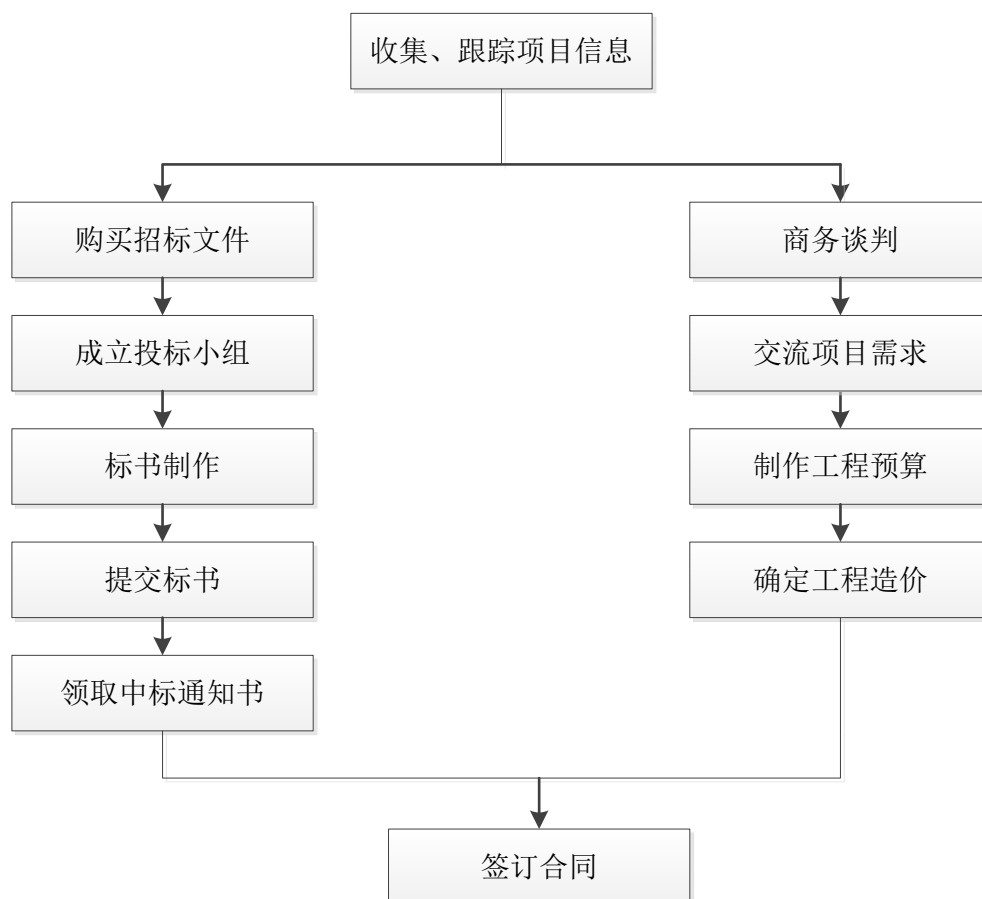 收集、跟踪项目信息
购买招标文件
成立投标小组
标书制作
提交标书
领取中标通知书
商务谈判
交流项目需求
制作工程预算
确定工程造价
签订合同